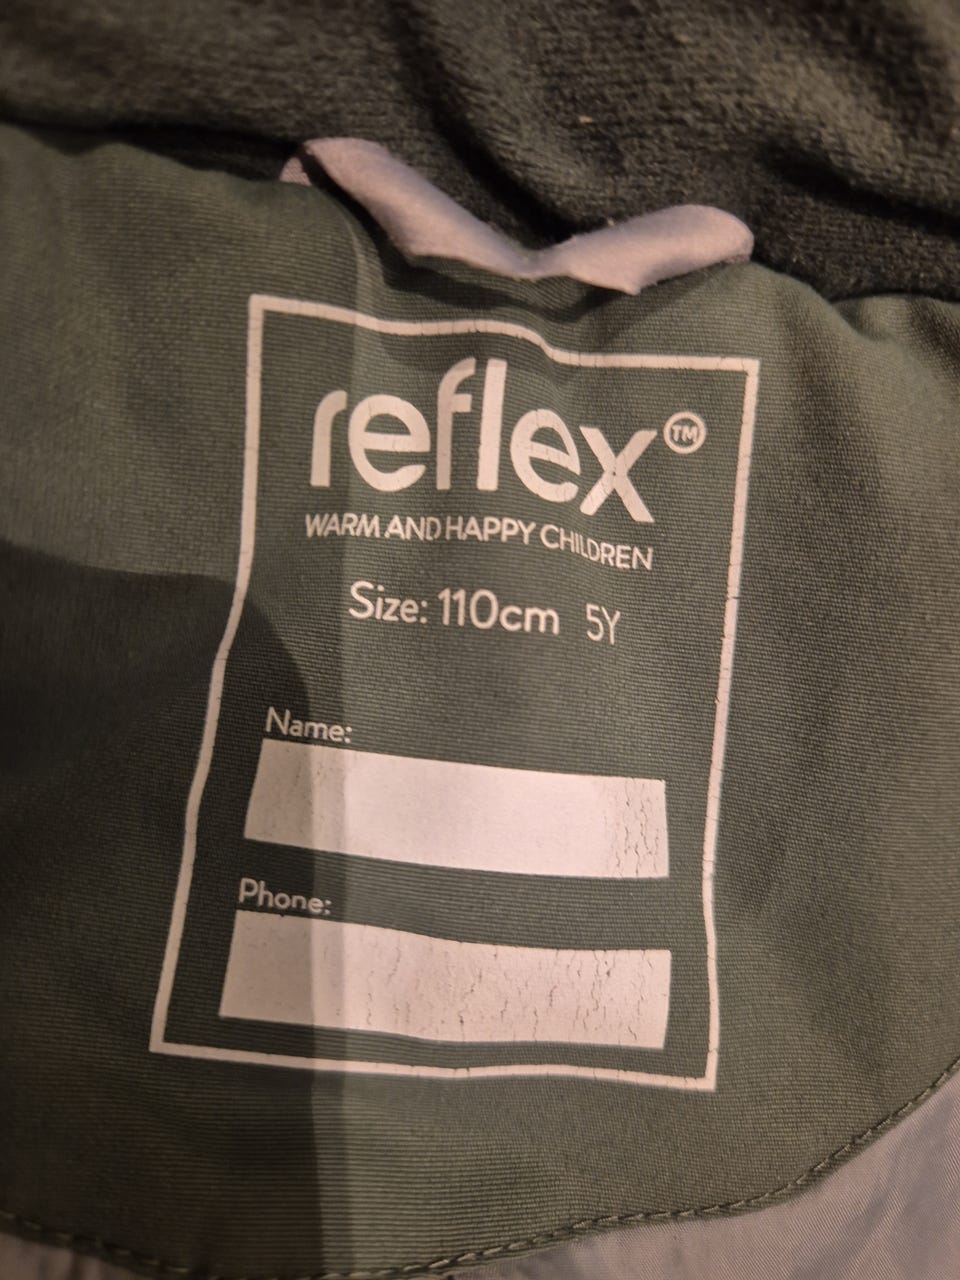 reflex™
WARM AND HAPPY CHILDREN
Size: 110cm 5Y
Name:
Phone: